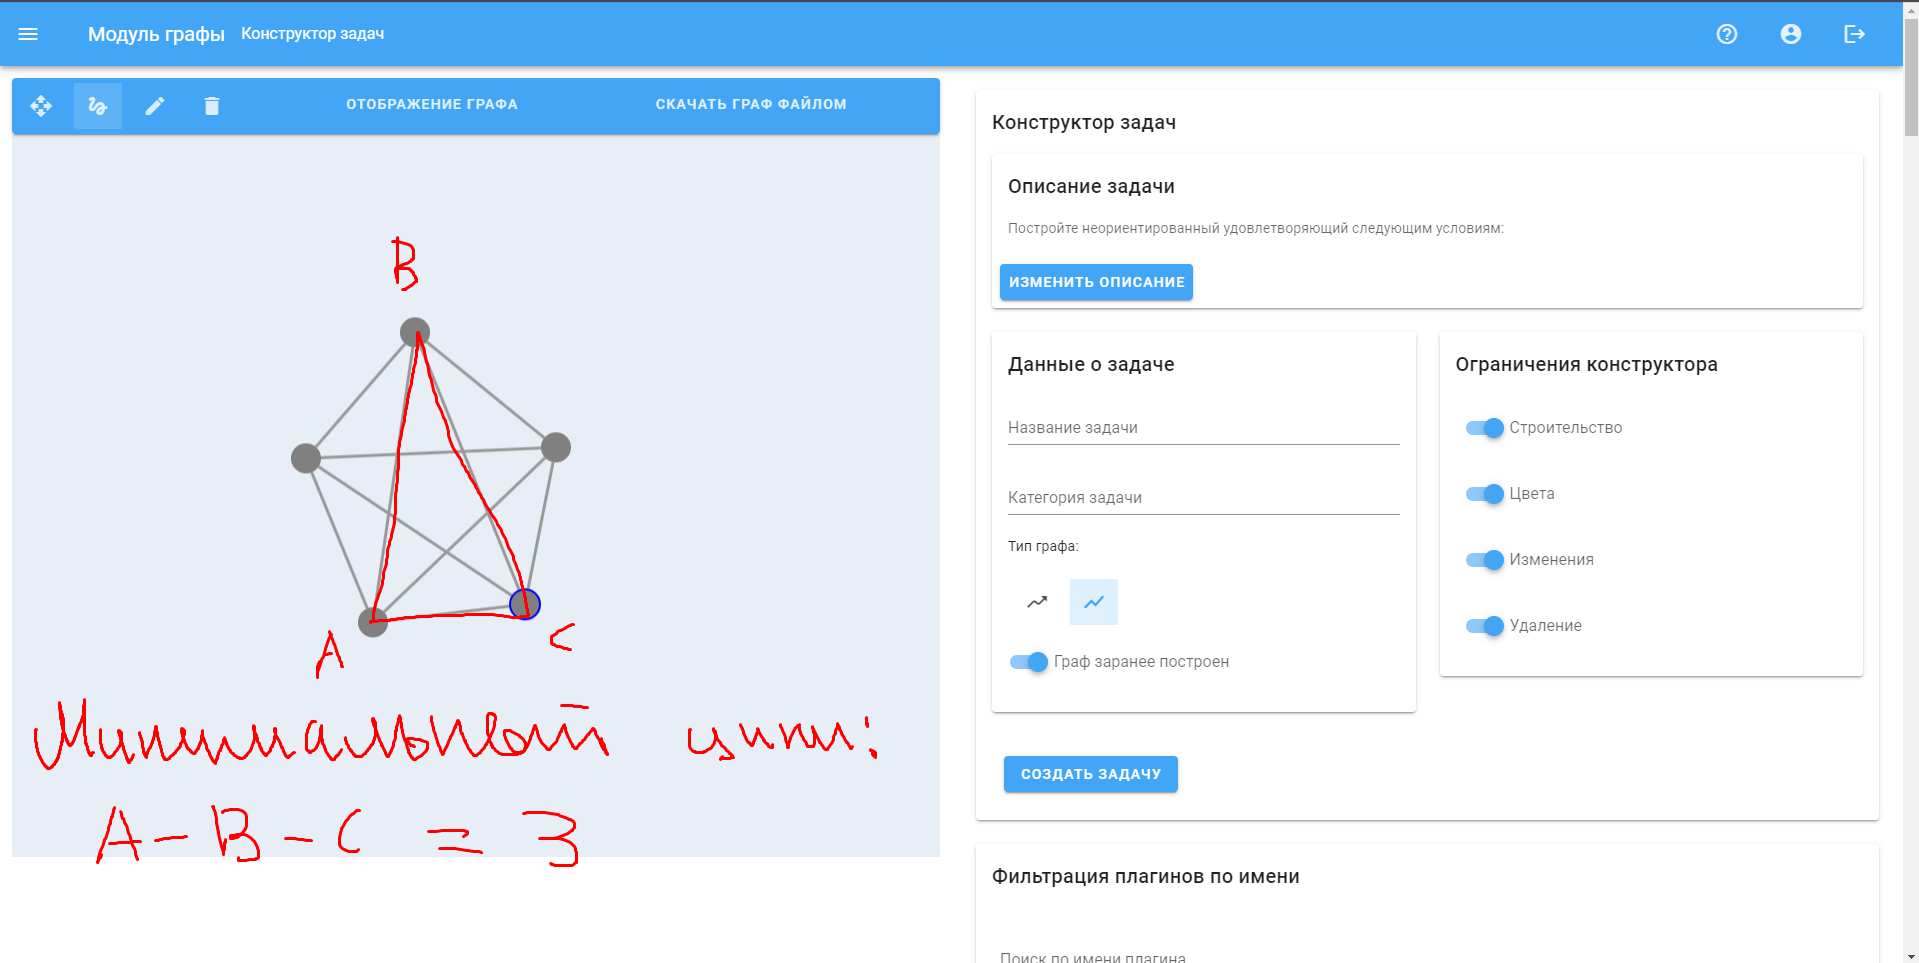 Модуль графы Конструктор задач
ОТОБРАЖЕНИЕ ГРАФА СКАЧАТЬ ГРАФ ФАЙЛОМ
B
A
C
Минимальный цикл:
A - B - C = 3
Конструктор задач
Описание задачи
Постройте неориентированный удовлетворяющий следующим условиям:
ИЗМЕНИТЬ ОПИСАНИЕ
Данные о задаче
Название задачи
Категория задачи
Тип графа:
Граф заранее построен
Ограничения конструктора
Строительство
Цвета
Изменения
Удаление
СОЗДАТЬ ЗАДАЧУ
Фильтрация плагинов по имени
Поиск по имени плагина